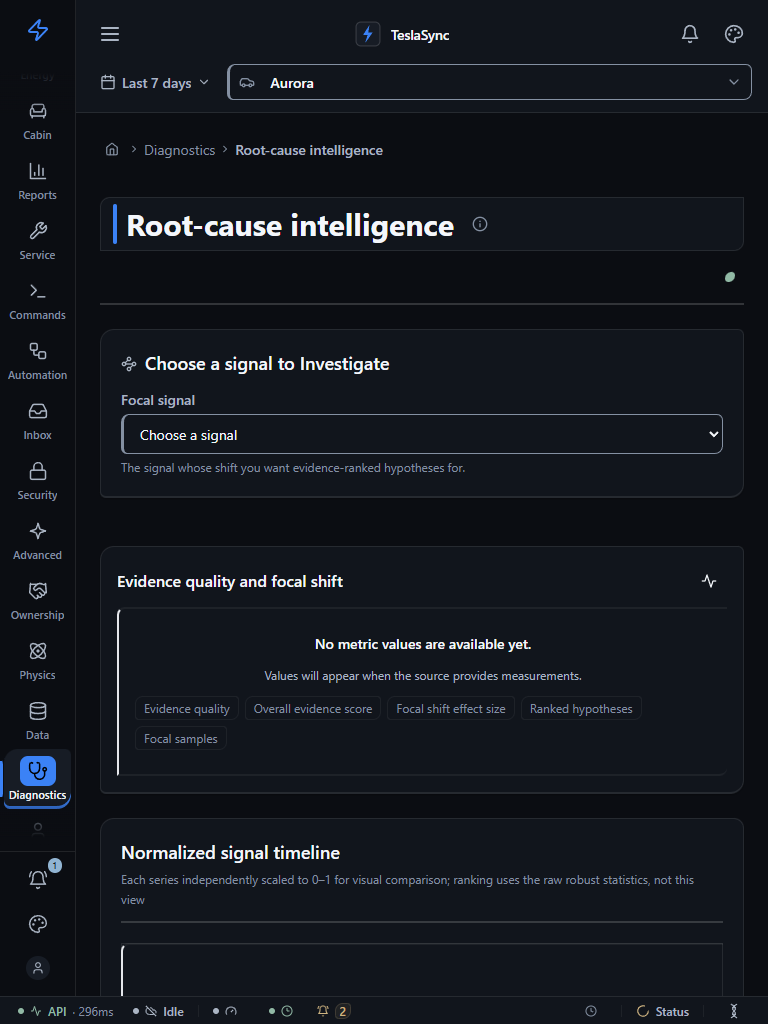 TeslaSync
Last 7 days
Aurora
Energy
Cabin
Reports
Service
Commands
Automation
Inbox
Security
Advanced
Ownership
Physics
Data
Diagnostics
1
Diagnostics
Root-cause intelligence
Root-cause intelligence
Choose a signal to Investigate
Focal signal
Choose a signal
The signal whose shift you want evidence-ranked hypotheses for.
Evidence quality and focal shift
No metric values are available yet.
Values will appear when the source provides measurements.
Evidence quality
Overall evidence score
Focal shift effect size
Ranked hypotheses
Focal samples
Normalized signal timeline
Each series independently scaled to 0–1 for visual comparison; ranking uses the raw robust statistics, not this
view
API · 296ms
Idle
2
Status